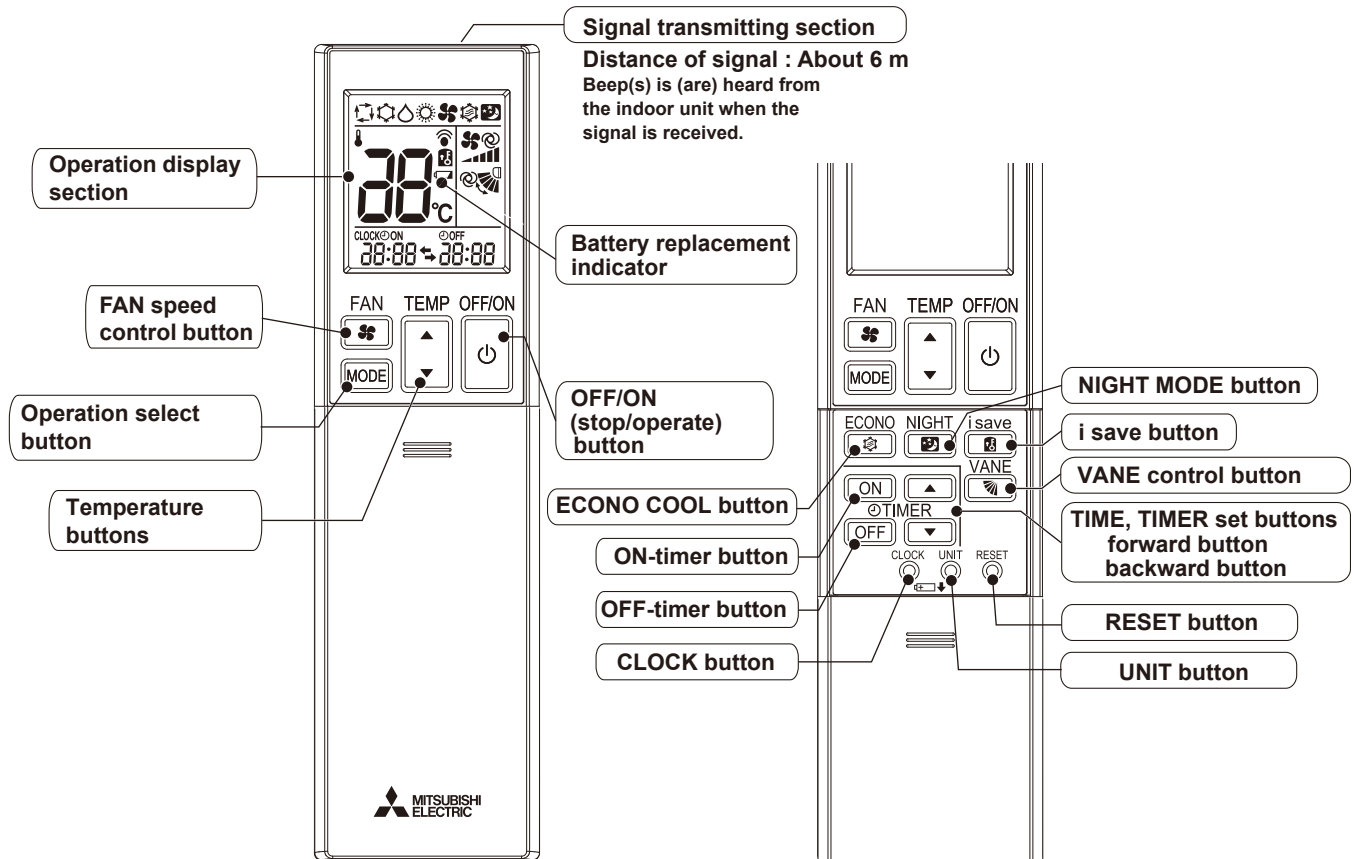 Signal transmitting section
Distance of signal : About 6 m
Beep(s) is (are) heard from
the indoor unit when the
signal is received.
Operation display
section
°C
CLOCK ON
OFF
88:88
88:88
Battery replacement
indicator
FAN speed
control button
FAN TEMP OFF/ON
MODE
Operation select
button
OFF/ON
(stop/operate)
button
Temperature
buttons
MITSUBISHI
ELECTRIC
FAN TEMP OFF/ON
MODE
ECONO NIGHT i save
VANE
ON
TIMER
OFF
CLOCK UNIT RESET
NIGHT MODE button
i save button
VANE control button
TIME, TIMER set buttons
forward button
backward button
RESET button
UNIT button
ECONO COOL button
ON-timer button
OFF-timer button
CLOCK button